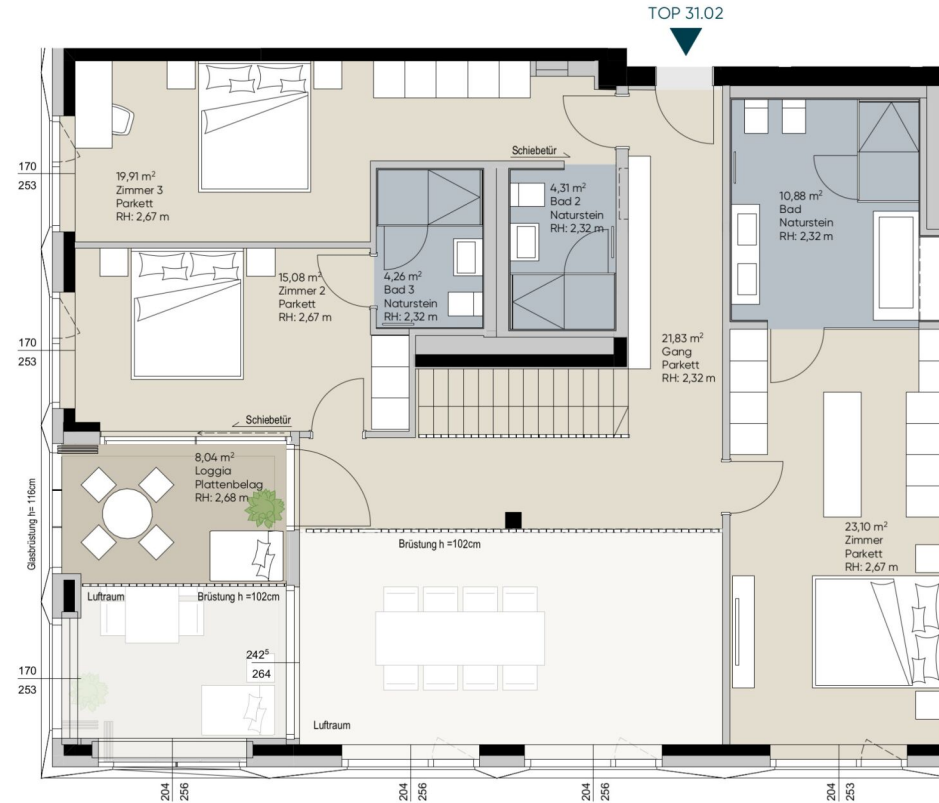 TOP 31.02
170
253
19,91 m²
Zimmer 3
Parkett
RH: 2,67 m
Schiebetür
4,31 m²
Bad 2
Naturstein
RH: 2,32 m
10,88 m²
Bad
Naturstein
RH: 2,32 m
15,08 m²
Zimmer 2
Parkett
RH: 2,67 m
4,26 m²
Bad 3
Naturstein
RH: 2,32 m
170
253
21,83 m²
Gang
Parkett
RH: 2,32 m
Schiebetür
8,04 m²
Loggia
Plattenbelag
RH: 2,68 m
Glasbrüstung h= 116cm
Brüstung h =102cm
23,10 m²
Zimmer
Parkett
RH: 2,67 m
Luftraum
Brüstung h =102cm
242⁵
264
170
253
Luftraum
204
256
204
256
204
256
204
253